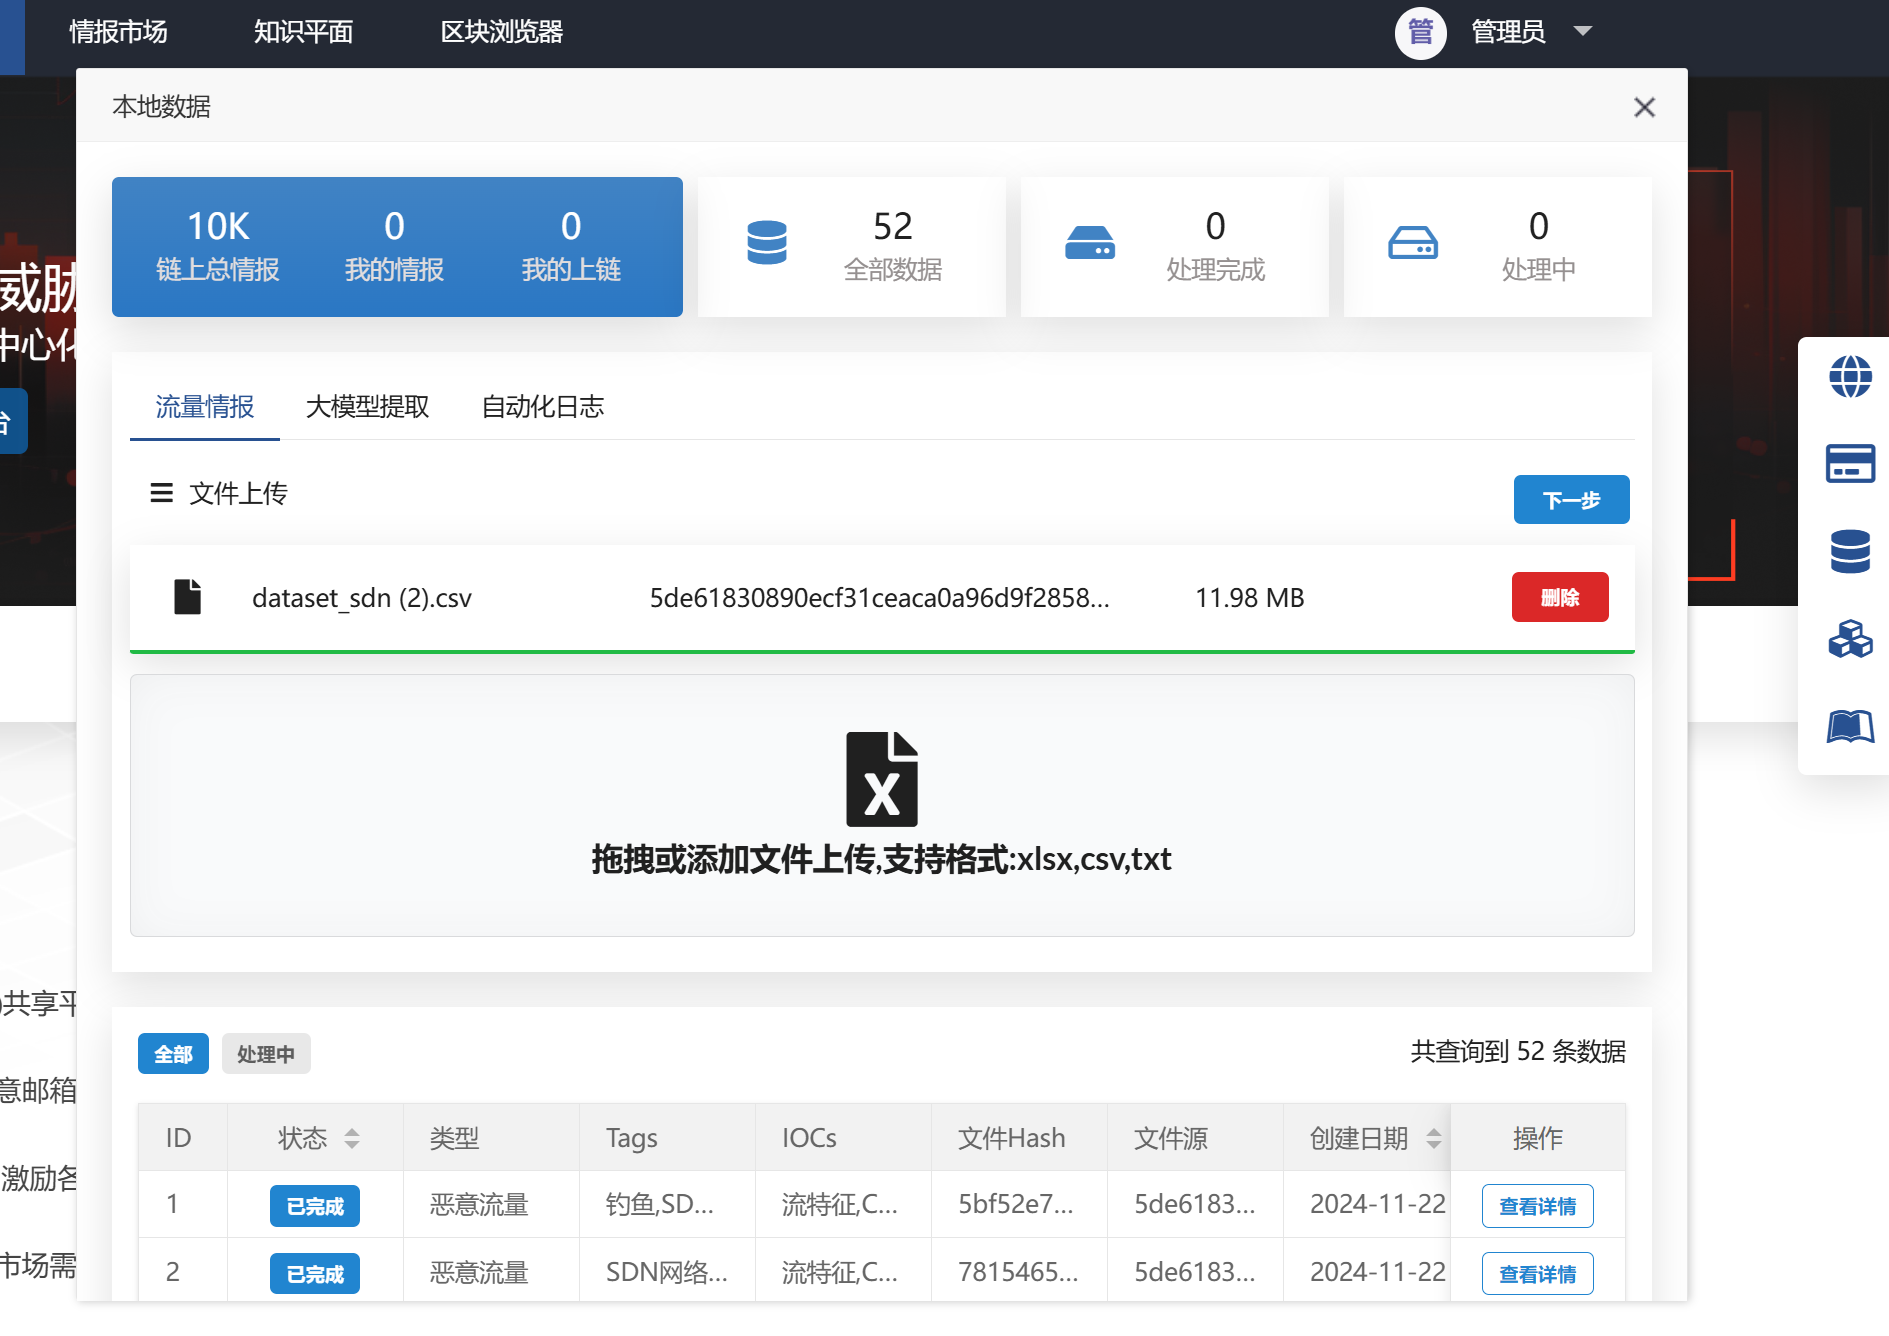 情报市场
知识平面
区块浏览器
管
管理员
本地数据
10K
链上总情报
0
我的情报
0
我的上链
52
全部数据
0
处理完成
0
处理中
威胁
中心化
台
流量情报
大模型提取
自动化日志
文件上传
下一步
dataset_sdn (2).csv
5de61830890ecf31ceaca0a96d9f2858...
11.98 MB
删除
拖拽或添加文件上传,支持格式:xlsx,csv,txt
共享平
意邮箱
激励各
市场需
全部
处理中
共查询到 52 条数据
ID 状态 类型 Tags IOCs 文件Hash 文件源 创建日期 操作
1 已完成 恶意流量 钓鱼,SD... 流特征,C... 5bf52e7... 5de6183... 2024-11-22 查看详情
2 已完成 恶意流量 SDN网络... 流特征,C... 7815465... 5de6183... 2024-11-22 查看详情